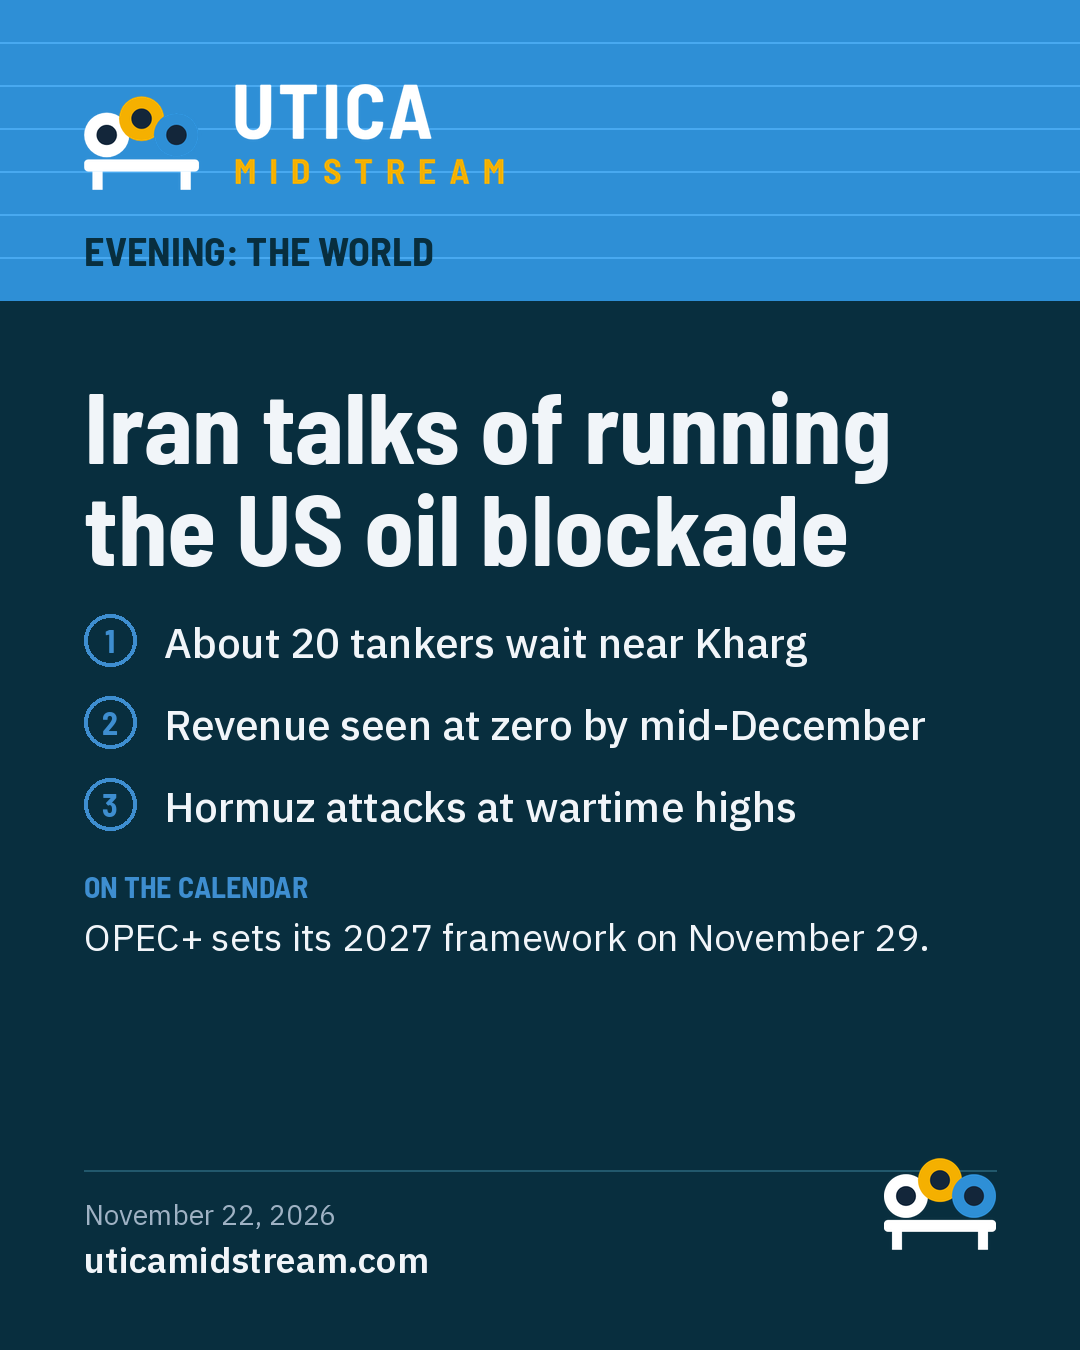 UTICA
MIDSTREAM
EVENING: THE WORLD
Iran talks of running
the US oil blockade
1 About 20 tankers wait near Kharg
2 Revenue seen at zero by mid-December
3 Hormuz attacks at wartime highs
ON THE CALENDAR
OPEC+ sets its 2027 framework on November 29.
November 22, 2026
uticamidstream.com